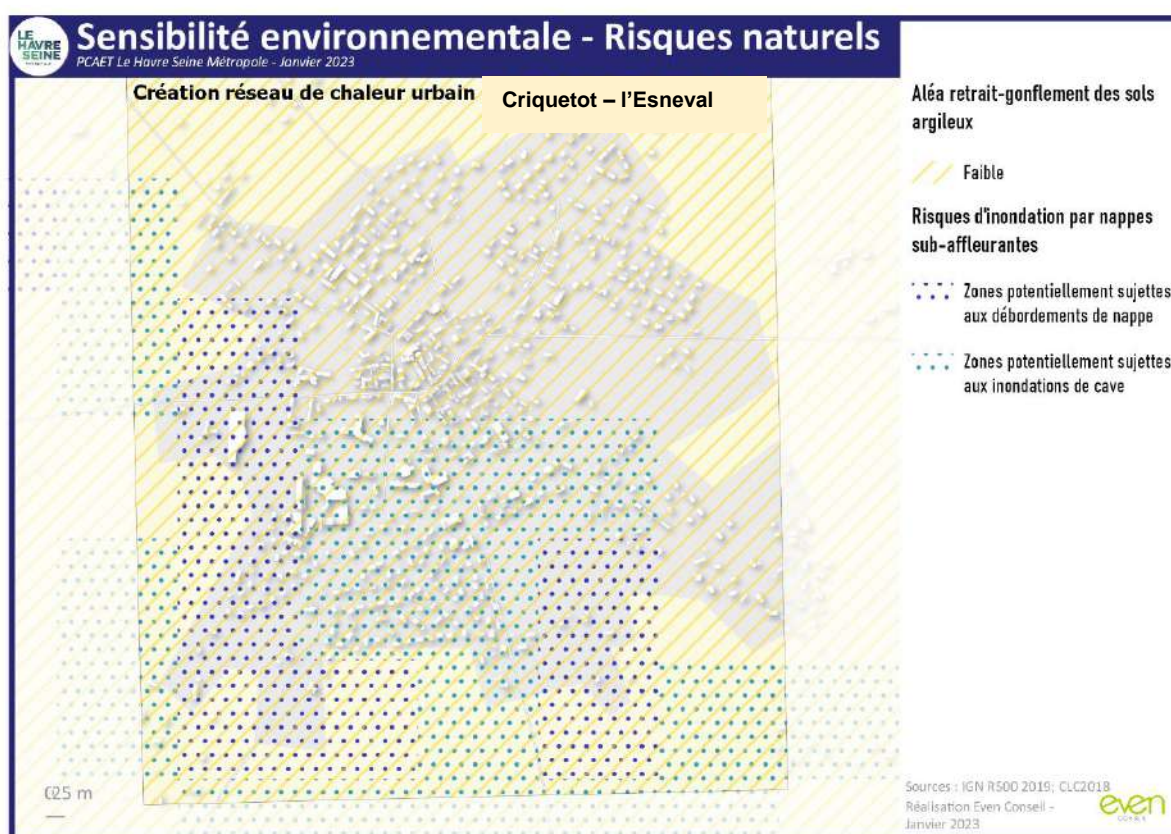 LE
HAVRE
SEINE
Sensibilité environnementale - Risques naturels
PCAET Le Havre Seine Métropole - Janvier 2023
Création réseau de chaleur urbain
Criquetot – l’Esneval
Aléa retrait-gonflement des sols
argileux
Faible
Risques d'inondation par nappes
sub-affleurantes
Zones potentiellement sujettes
aux débordements de nappe
Zones potentiellement sujettes
aux inondations de cave
025 m
Sources : IGN R500 2019; CLC2018
Réalisation Even Conseil -
Janvier 2023
even